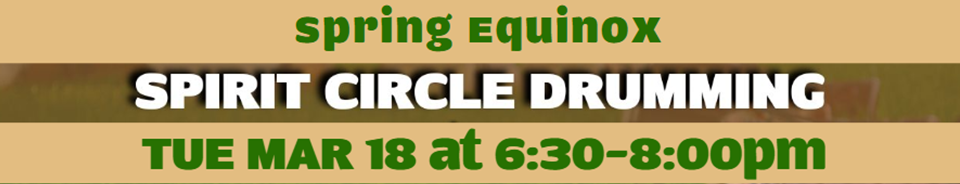 spring Equinox
SPIRIT CIRCLE DRUMMING
TUE MAR 18 at 6:30-8:00pm